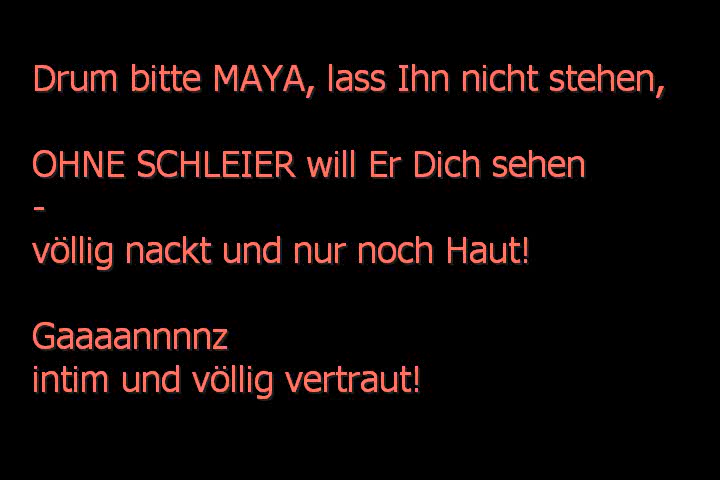 Drum bitte MAYA, lass Ihn nicht stehen,
OHNE SCHLEIER will Er Dich sehen
-
völlig nackt und nur noch Haut!
Gaaaannnnz
intim und völlig vertraut!